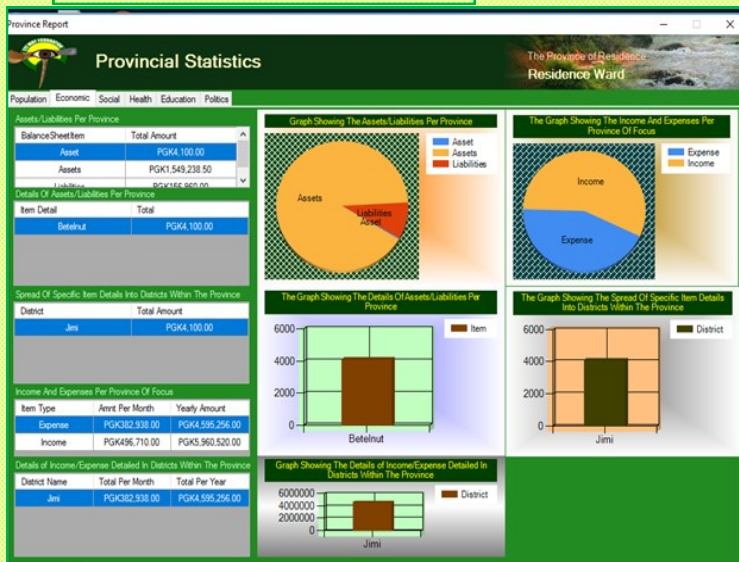 Province Report
Provincial Statistics
The Province of Residence
Residence Ward
Population Economic Social Health Education Politics
Assets/Liabilities Per Province
BalanceSheetItem Total Amount
Asset PGK4,100.00
Assets PGK1,549,238.50
Liabilities PGK156,960.00
Details Of Assets/Liabilities Per Province
Item Detail Total
Betelnut PGK4,100.00
Spread Of Specific Item Details Into Districts Within The Province
District Total Amount
Jimi PGK4,100.00
Income And Expenses Per Province Of Focus
Item Type Amnt Per Month Yearly Amount
Expense PGK382,938.00 PGK4,595,256.00
Income PGK496,710.00 PGK5,960,520.00
Details of Income/Expense Detailed In Districts Within The Province
District Name Total Per Month Total Per Year
Jimi PGK382,938.00 PGK4,595,256.00
Graph Showing The Assets/Liabilities Per Province
Asset
Assets
Liabilities
Assets
Liabilities
Asset
The Graph Showing The Income And Expenses Per
Province Of Focus
Expense
Income
Income
Expense
The Graph Showing The Details Of Assets/Liabilities Per
Province
Item
6000
4000
2000
0
Betelnut
The Graph Showing The Spread Of Specific Item Details
Into Districts Within The Province
District
6000
4000
2000
0
Jimi
Graph Showing The Details of Income/Expense Detailed In
Districts Within The Province
District
6000000
4000000
2000000
0
Jimi